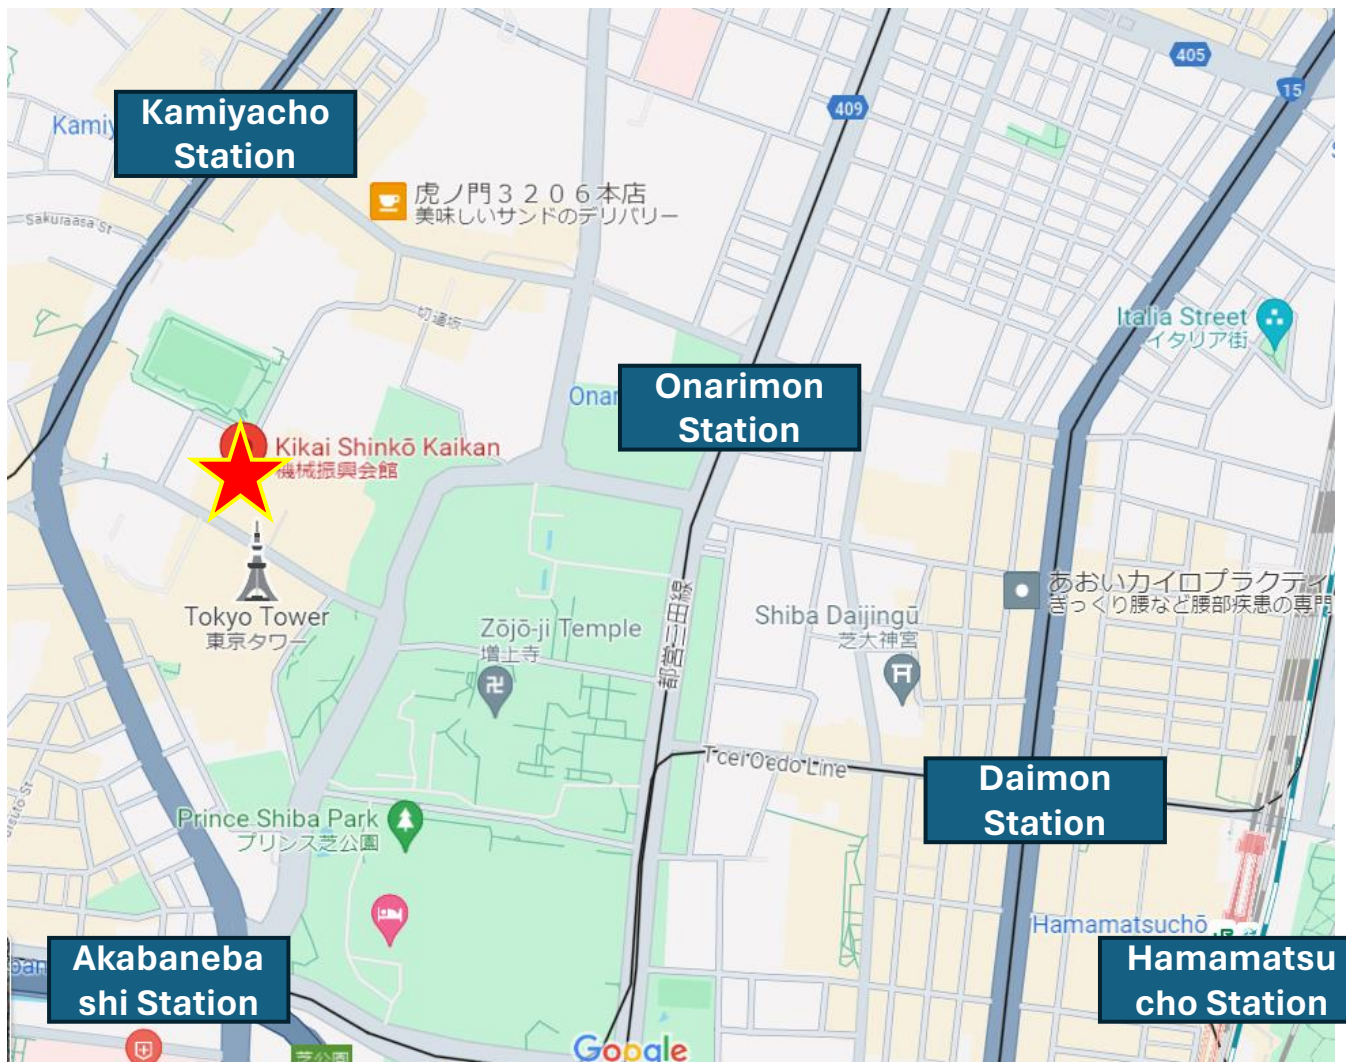 405
15
409
Kamiyacho
Station
Kamiy
虎ノ門３２０６本店
美味しいサンドのデリバリー
Sakuraasa St
切通坂
Italia Street
イタリア街
Onarimon
Station
Onar
Kikai Shinkō Kaikan
機械振興会館
Tokyo Tower
東京タワー
あおいカイロプラクティ
ぎっくり腰など腰部疾患の専門
都営三田線
Zōjō-ji Temple
増上寺
Shiba Daijingū
芝大神宮
Toei Oedo Line
Daimon
Station
Prince Shiba Park
プリンス芝公園
Hamamatsuchō
Akabaneba
shi Station
Hamamatsu
cho Station
芝公園
Google